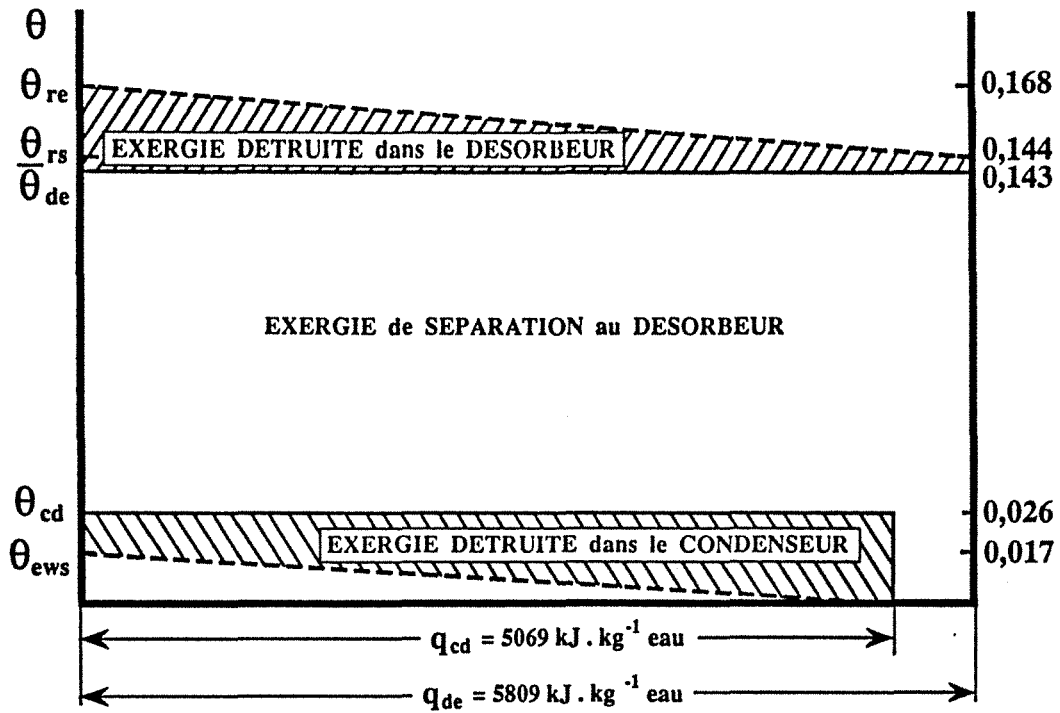 θ
θre
0,168
EXERGIE DETRUITE dans le DESORBEUR
θrs
0,144
θde
0,143
EXERGIE de SEPARATION au DESORBEUR
θcd
0,026
EXERGIE DETRUITE dans le CONDENSEUR
θews
0,017
qcd = 5069 kJ . kg-1 eau
qde = 5809 kJ . kg -1 eau